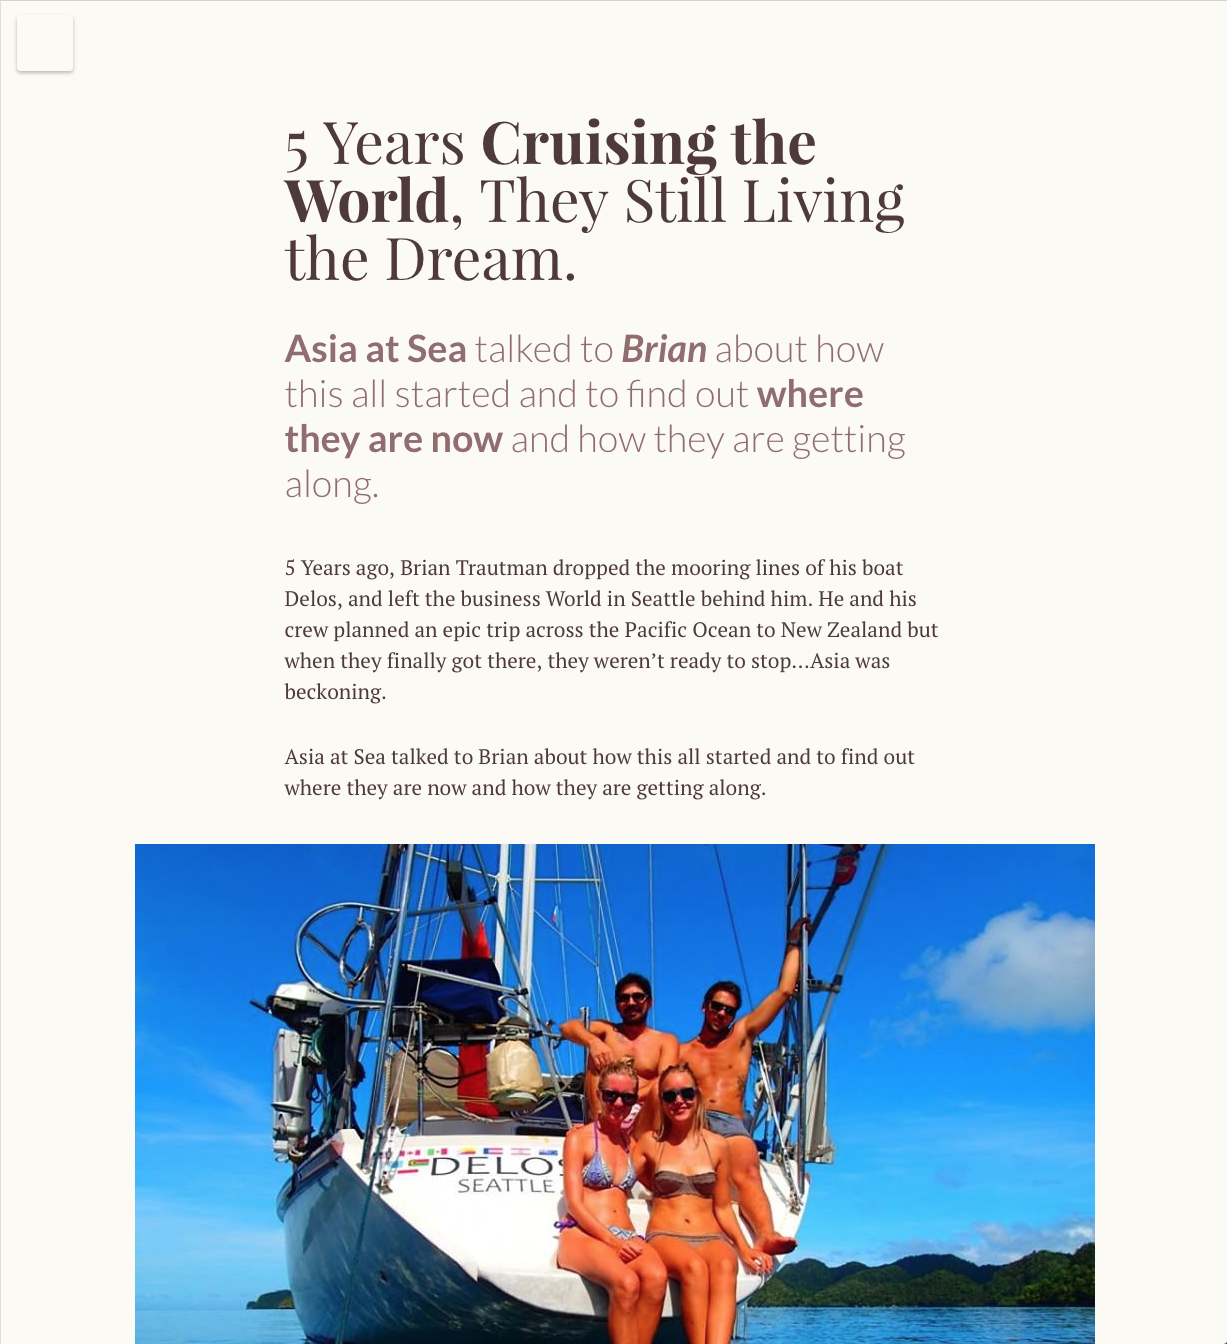 5 Years Cruising the
World, They Still Living
the Dream.
Asia at Sea talked to Brian about how
this all started and to find out where
they are now and how they are getting
along.
5 Years ago, Brian Trautman dropped the mooring lines of his boat
Delos, and left the business World in Seattle behind him. He and his
crew planned an epic trip across the Pacific Ocean to New Zealand but
when they finally got there, they weren’t ready to stop…Asia was
beckoning.
Asia at Sea talked to Brian about how this all started and to find out
where they are now and how they are getting along.
DELOS
SEATTLE